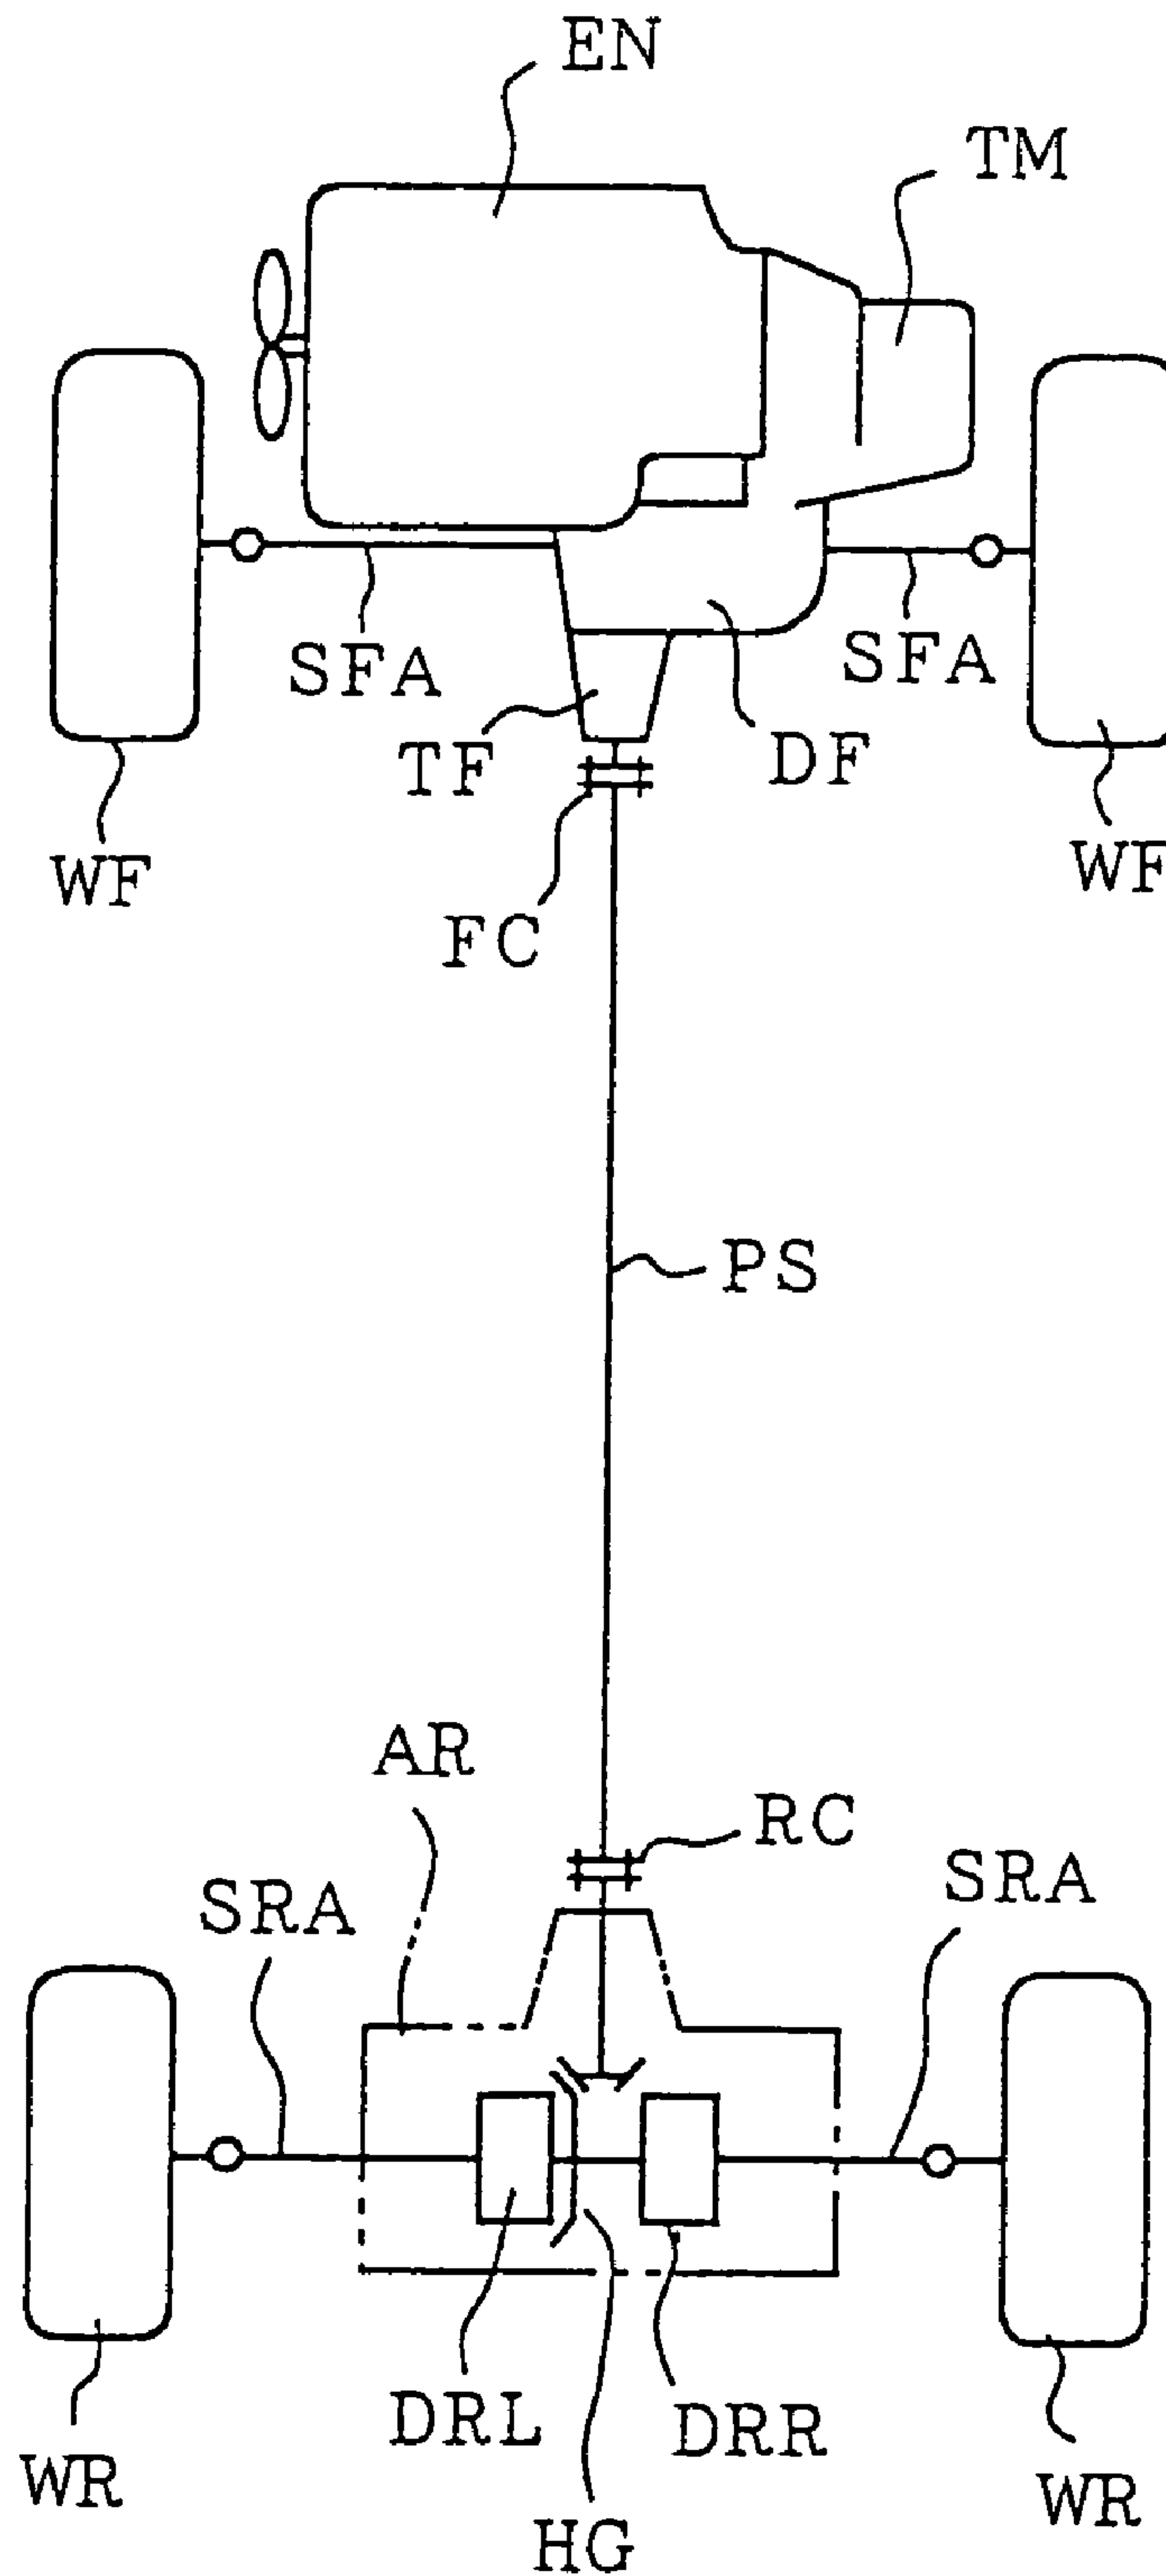 EN
TM
SFA
SFA
TF
DF
WF
WF
FC
PS
AR
RC
SRA
SRA
DRL
DRR
WR
WR
HG